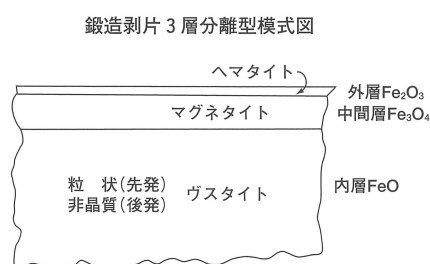 鍛造剥片3層分離型模式図
ヘマタイト
外層Fe₂O₃
マグネタイト
中間層Fe₃O₄
粒 状(先発)
非晶質(後発)
ヴスタイト
内層FeO